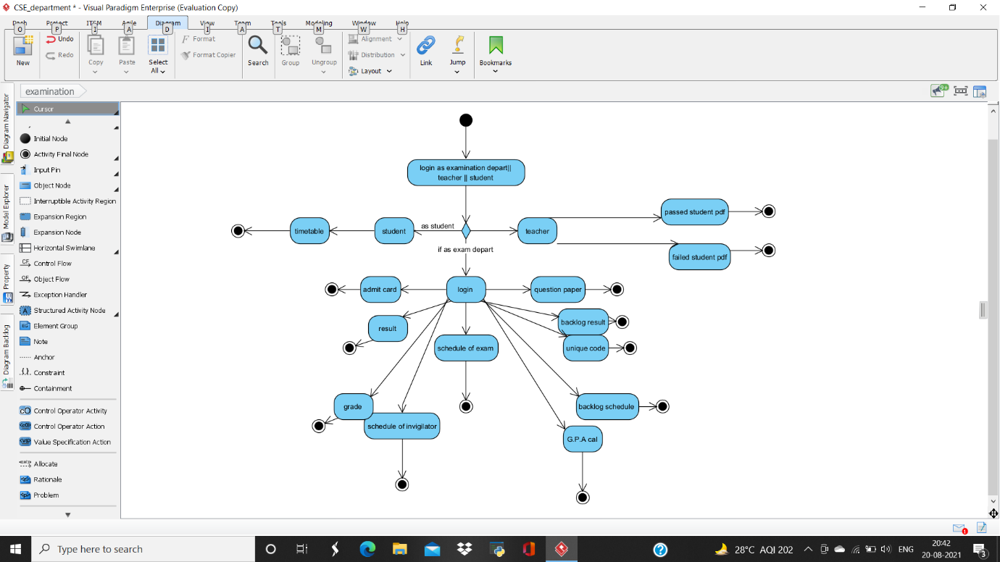 CSE_department * - Visual Paradigm Enterprise (Evaluation Copy)
Dash Project ITEM Agile Diagram View Team Tools Modeling Window Help
O P I A D I A T M W H
New
Undo
Redo
Copy
Paste
Select
All
Format
Format Copier
Search
Group
Ungroup
Alignment
Distribution
Layout
Link
Jump
Bookmarks
examination
9+
Diagram Navigator
Model Explorer
Property
Diagram Backlog
Cursor
Initial Node
Activity Final Node
Input Pin
Object Node
Interruptible Activity Region
Expansion Region
Expansion Node
Horizontal Swimlane
CF Control Flow
OF Object Flow
Exception Handler
Structured Activity Node
Element Group
Note
Anchor
Constraint
Containment
Control Operator Activity
Control Operator Action
Value Specification Action
Allocate
Rationale
Problem
login as examination depart||
teacher || student
passed student pdf
timetable
student
as student
teacher
if as exam depart
failed student pdf
admit card
login
question paper
result
backlog result
schedule of exam
unique code
grade
backlog schedule
schedule of invigilator
G.P.A cal
1
Type here to search
28°C AQI 202
ENG
20:42
20-08-2021
3